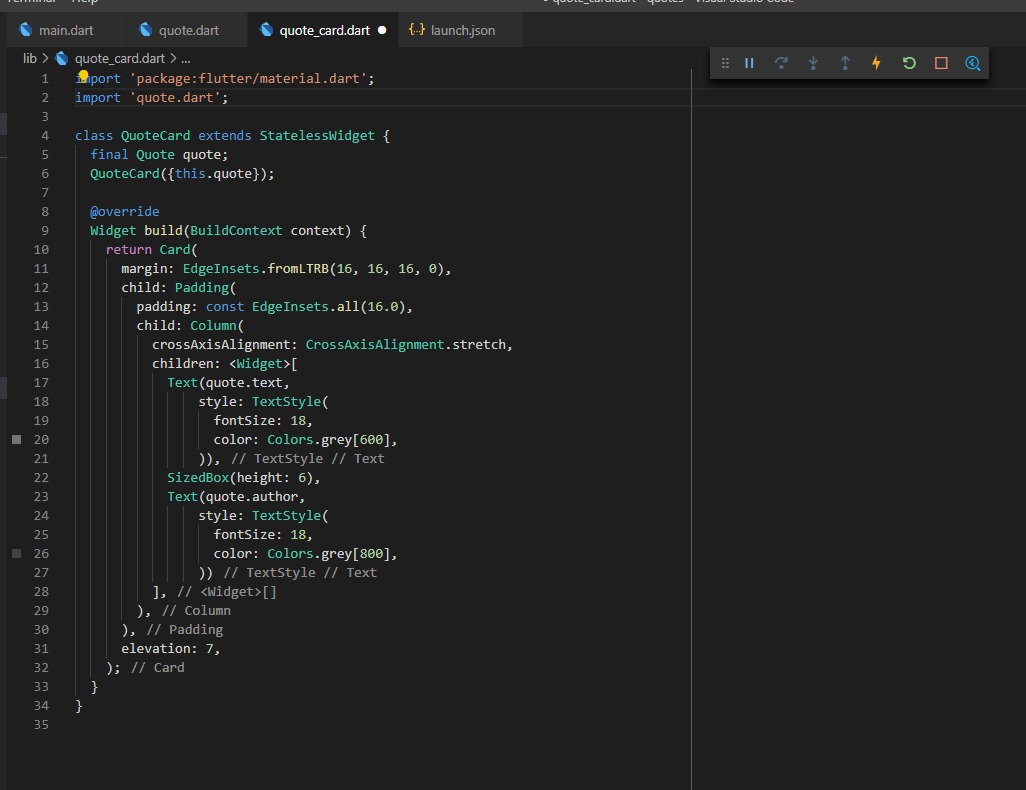 Terminal Help quote_card.dart - quotes - Visual Studio Code
main.dart quote.dart quote_card.dart launch.json
lib > quote_card.dart > ...
1 import 'package:flutter/material.dart';
2 import 'quote.dart';
3
4 class QuoteCard extends StatelessWidget {
5 final Quote quote;
6 QuoteCard({this.quote});
7
8 @override
9 Widget build(BuildContext context) {
10 return Card(
11 margin: EdgeInsets.fromLTRB(16, 16, 16, 0),
12 child: Padding(
13 padding: const EdgeInsets.all(16.0),
14 child: Column(
15 crossAxisAlignment: CrossAxisAlignment.stretch,
16 children: <Widget>[
17 Text(quote.text,
18 style: TextStyle(
19 fontSize: 18,
20 color: Colors.grey[600],
21 )), // TextStyle // Text
22 SizedBox(height: 6),
23 Text(quote.author,
24 style: TextStyle(
25 fontSize: 18,
26 color: Colors.grey[800],
27 )) // TextStyle // Text
28 ], // <Widget>[]
29 ), // Column
30 ), // Padding
31 elevation: 7,
32 ); // Card
33 }
34 }
35